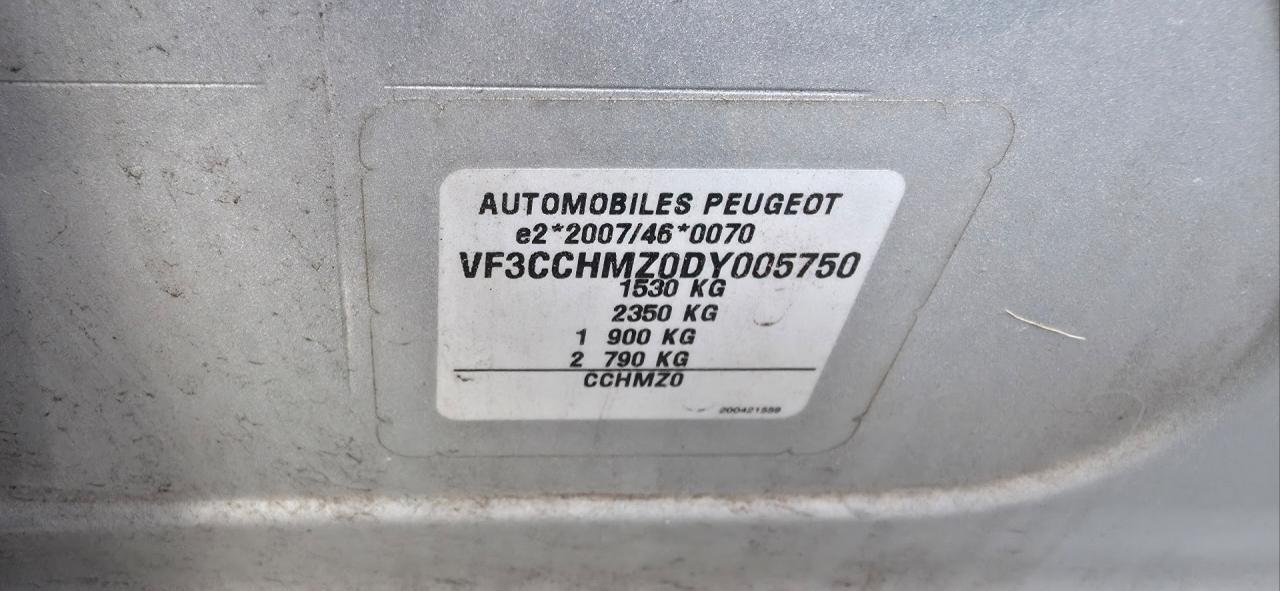 AUTOMOBILES PEUGEOT
e2*2007/46*0070
VF3CCHMZ0DY005750
1530 KG
2350 KG
1 900 KG
2 790 KG
CCHMZ0
200421559